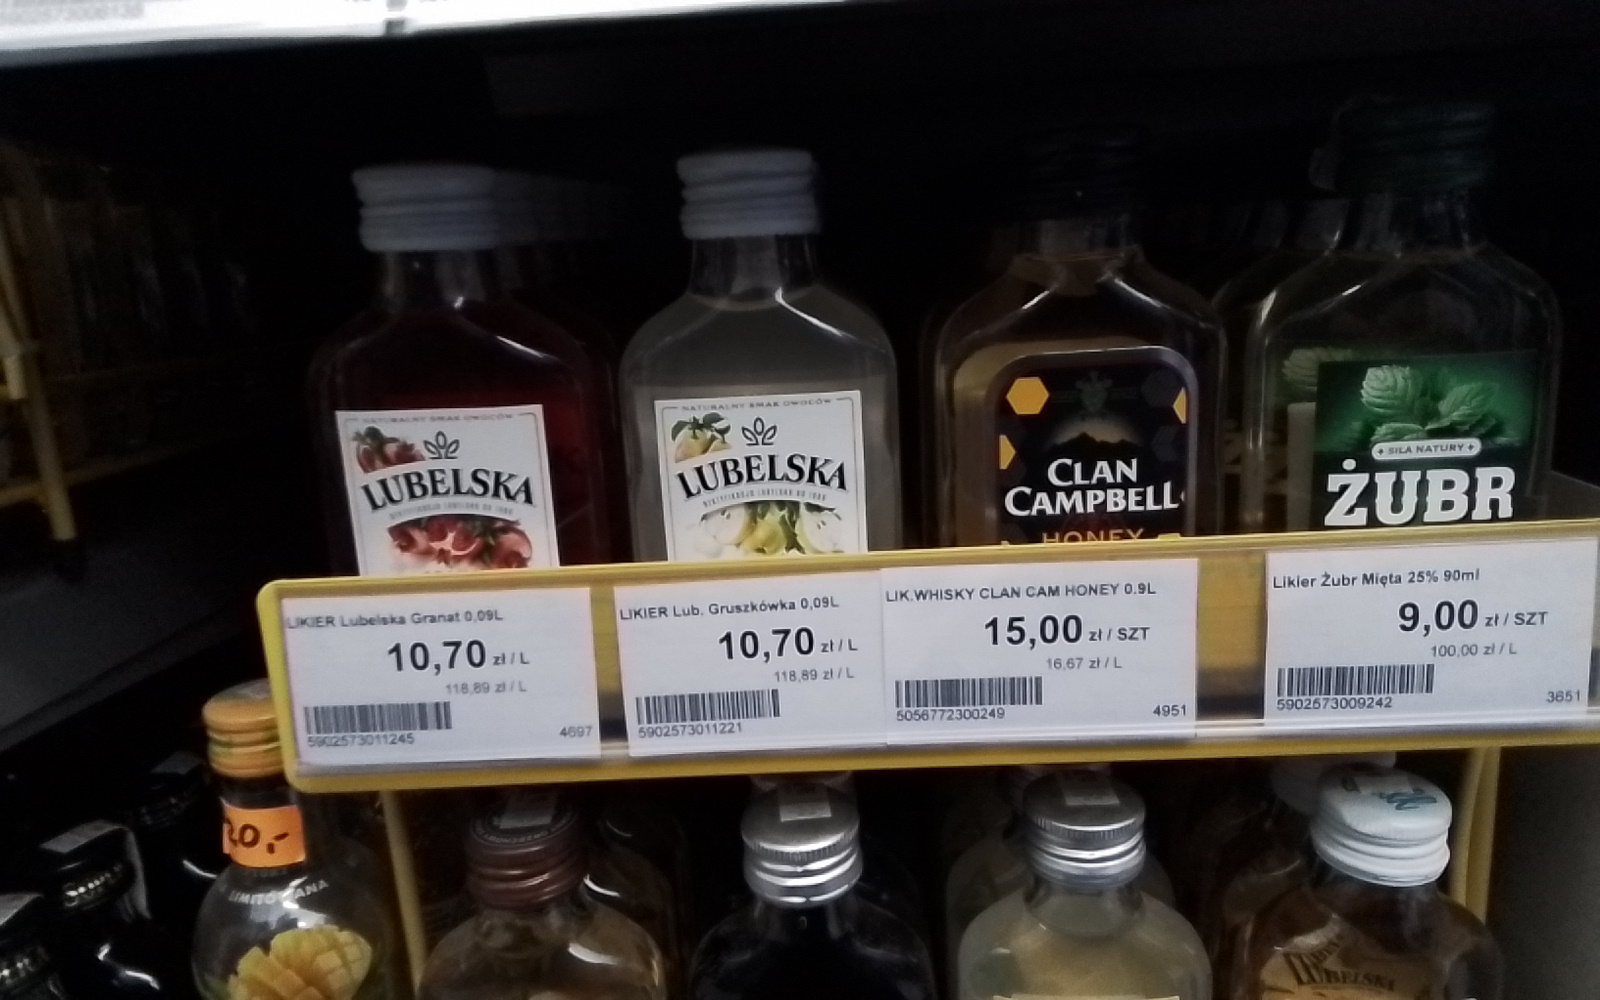 NATURALNY SMAK OWOCÓW
LUBELSKA
NATURALNY SMAK OWOCÓW
LUBELSKA
CLAN
CAMPBELL
HONEY
SIŁA NATURY
ŻUBR
LIKIER Lubelska Granat 0,09L
10,70 zł / L
118,89 zł / L
5902573011245
4697
LIKIER Lub. Gruszkówka 0,09L
10,70 zł / L
118,89 zł / L
5902573011221
LIK.WHISKY CLAN CAM HONEY 0.9L
15,00 zł / SZT
16,67 zł / L
5056772300249
4951
Likier Żubr Mięta 25% 90ml
9,00 zł / SZT
100,00 zł / L
5902573009242
3651
20,-
LIMITOWANA
LUBELSKA